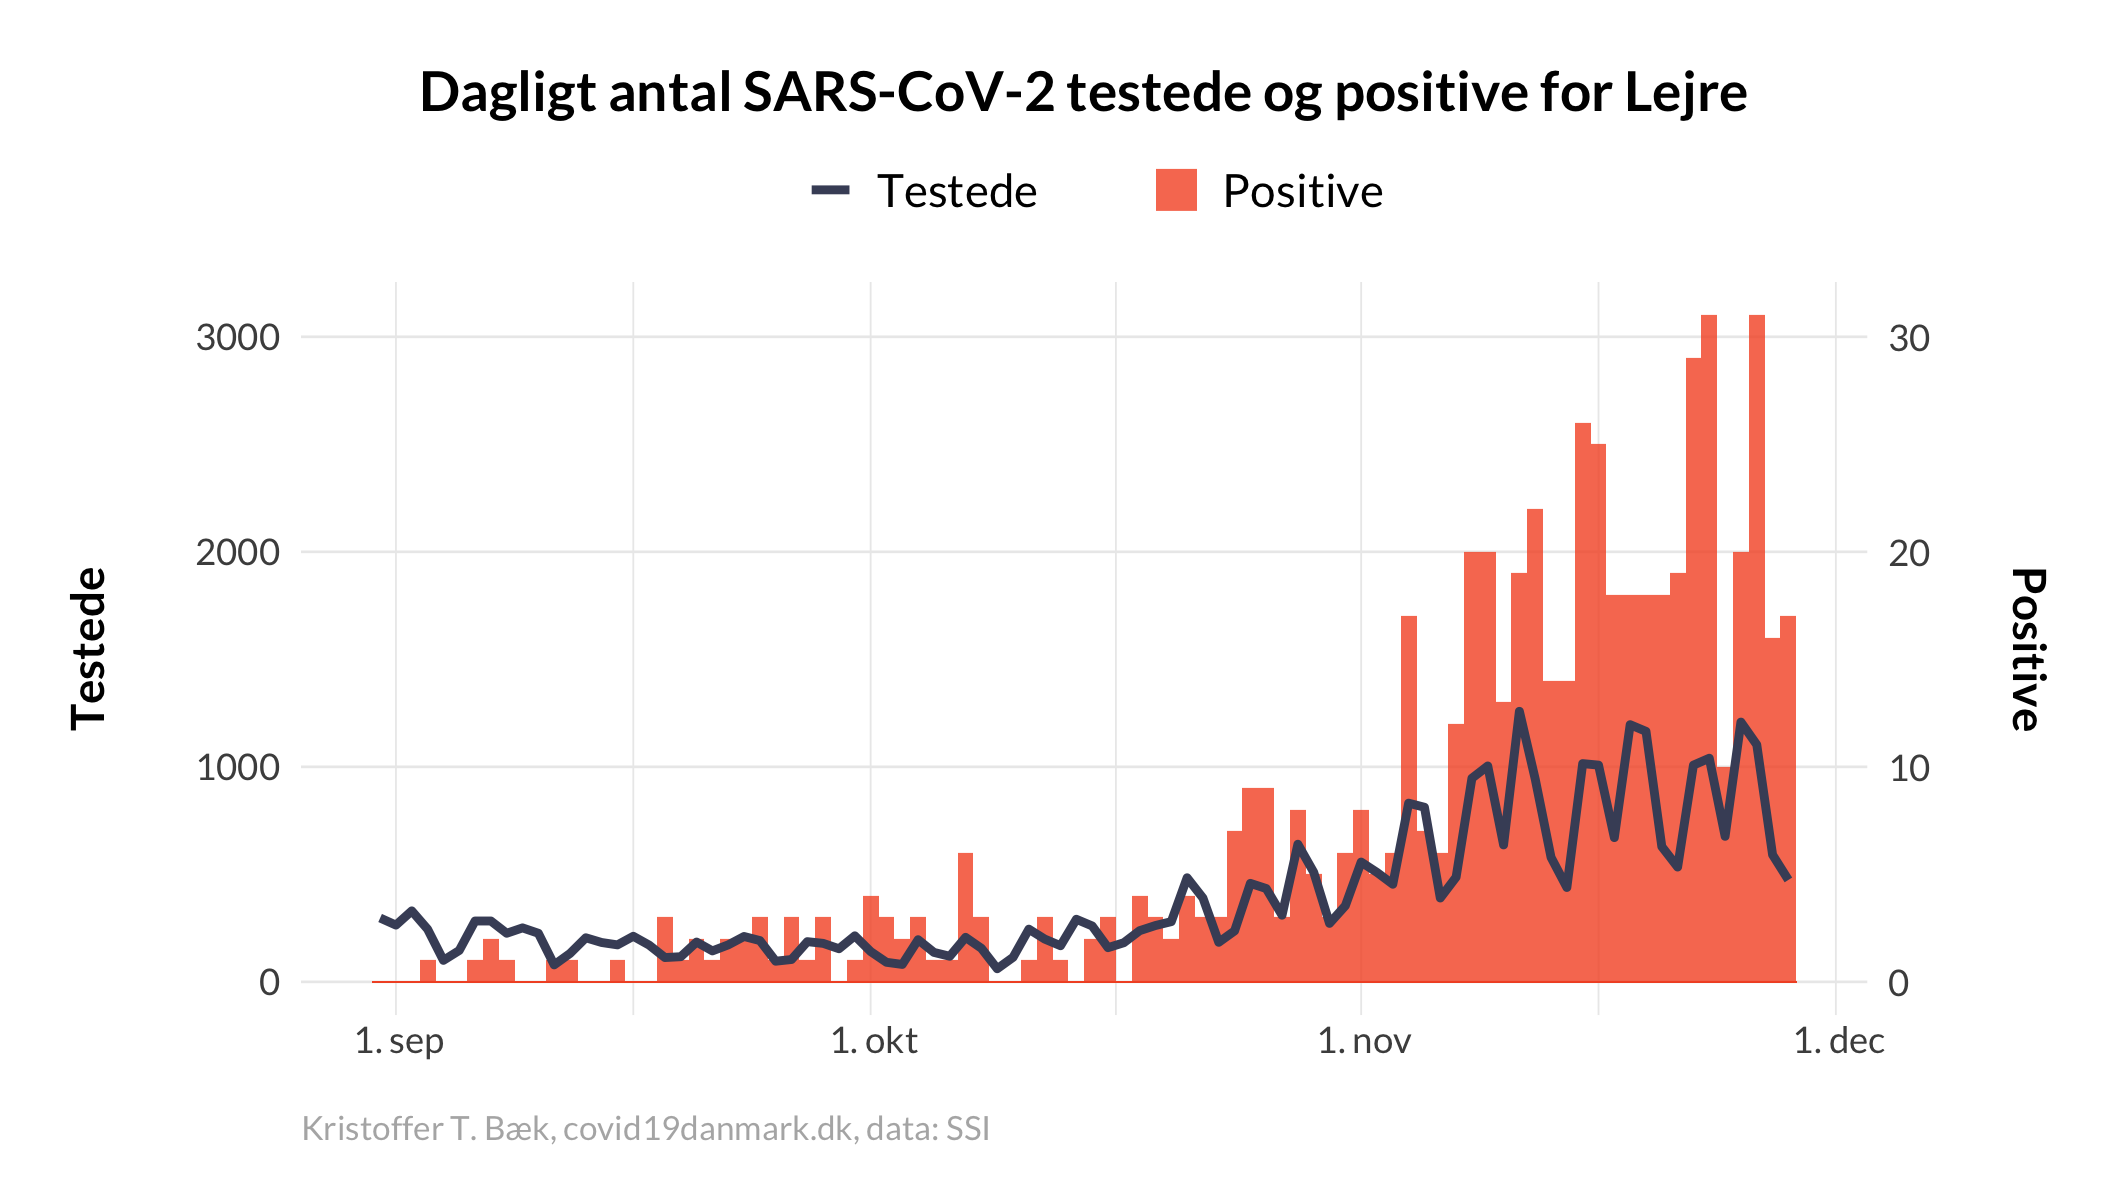 Dagligt antal SARS-CoV-2 testede og positive for Lejre
Testede Positive
3000 30
2000 20
Testede Positive
1000 10
0 0
1. sep 1. okt 1. nov 1. dec
Kristoffer T. Bæk, covid19danmark.dk, data: SSI